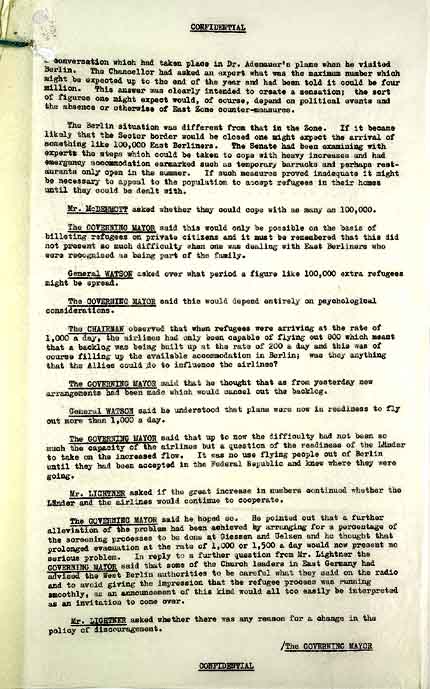 CONFIDENTIAL
a conversation which had taken place in Dr. Adenauer's plane when he visited
Berlin. The Chancellor had asked an expert what was the maximum number which
might be expected up to the end of the year and had been told it could be four
million. This answer was clearly intended to create a sensation; the sort
of figures one might expect would, of course, depend on political events and
the absence or otherwise of East Zone counter-measures.
The Berlin situation was different from that in the Zone. If it became
likely that the Sector border would be closed one might expect the arrival of
something like 100,000 East Berliners. The Senate had been examining with
experts the steps which could be taken to cope with heavy increases and had
emergency accommodation earmarked such as temporary barracks and perhaps rest-
aurants only open in the summer. If such measures proved inadequate it might
be necessary to appeal to the population to accept refugees in their homes
until they could be dealt with.
Mr. McDERMOTT asked whether they could cope with as many as 100,000.
The GOVERNING MAYOR said this would only be possible on the basis of
billeting refugees on private citizens and it must be remembered that this did
not present so much difficulty when one was dealing with East Berliners who
were recognised as being part of the family.
General WATSON asked over what period a figure like 100,000 extra refugees
might be spread.
The GOVERNING MAYOR said this would depend entirely on psychological
considerations.
The CHAIRMAN observed that when refugees were arriving at the rate of
1,000 a day, the airlines had only been capable of flying out 800 which meant
that a backlog was being built up at the rate of 200 a day and this was of
course filling up the available accommodation in Berlin; was they anything
that the Allies could do to influence the airlines?
The GOVERNING MAYOR said that he thought that as from yesterday new
arrangements had been made which would cancel out the backlog.
General WATSON said he understood that plans were now in readiness to fly
out more than 1,000 a day.
The GOVERNING MAYOR said that up to now the difficulty had not been so
much the capacity of the airlines but a question of the readiness of the Länder
to take on the increased flow. It was no use flying people out of Berlin
until they had been accepted in the Federal Republic and knew where they were
going.
Mr. LIGHTNER asked if the great increase in numbers continued whether the
Länder and the airlines would continue to cooperate.
The GOVERNING MAYOR said he hoped so. He pointed out that a further
alleviation of the problem had been achieved by arranging for a percentage of
the screening processes to be done at Giessen and Uelzen and he thought that
prolonged evacuation at the rate of 1,000 or 1,500 a day would now present no
serious problem. In reply to a further question from Mr. Lightner the
GOVERNING MAYOR said that some of the Church leaders in East Germany had
advised the West Berlin authorities to be careful what they said on the radio
and to avoid giving the impression that the refugee process was running
smoothly, as an announcement of this kind would all too easily be interpreted
as an invitation to come over.
Mr. LIGHTNER asked whether there was any reason for a change in the
policy of discouragement.
/The GOVERNING MAYOR
CONFIDENTIAL